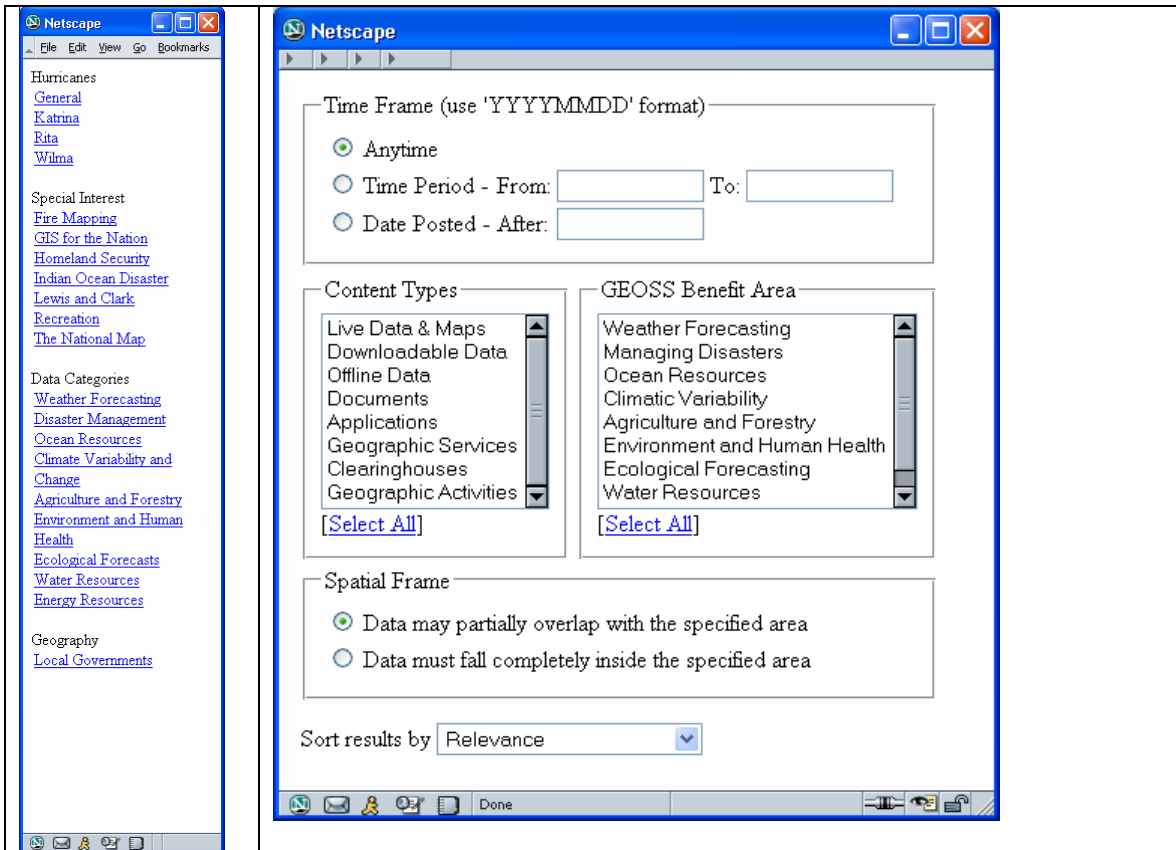 Netscape
File Edit View Go Bookmarks
Hurricanes
General
Katrina
Rita
Wilma
Special Interest
Fire Mapping
GIS for the Nation
Homeland Security
Indian Ocean Disaster
Lewis and Clark
Recreation
The National Map
Data Categories
Weather Forecasting
Disaster Management
Ocean Resources
Climate Variability and
Change
Agriculture and Forestry
Environment and Human
Health
Ecological Forecasts
Water Resources
Energy Resources
Geography
Local Governments
Netscape
Time Frame (use 'YYYYMMDD' format)
Anytime
Time Period - From: To:
Date Posted - After:
Content Types
Live Data & Maps
Downloadable Data
Offline Data
Documents
Applications
Geographic Services
Clearinghouses
Geographic Activities
[Select All]
GEOSS Benefit Area
Weather Forecasting
Managing Disasters
Ocean Resources
Climatic Variability
Agriculture and Forestry
Environment and Human Health
Ecological Forecasting
Water Resources
[Select All]
Spatial Frame
Data may partially overlap with the specified area
Data must fall completely inside the specified area
Sort results by Relevance
Done